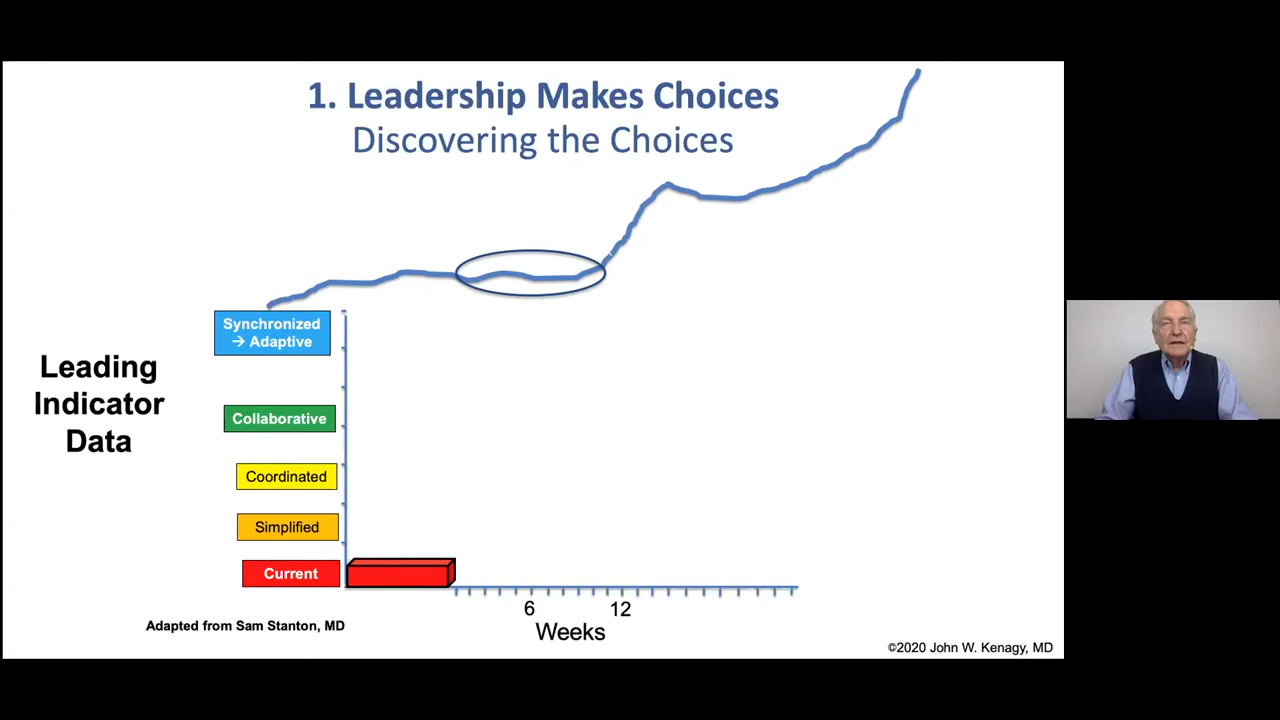 1. Leadership Makes Choices
Discovering the Choices
Leading
Indicator
Data
Synchronized
→ Adaptive
Collaborative
Coordinated
Simplified
Current
6
12
Weeks
Adapted from Sam Stanton, MD
©2020 John W. Kenagy, MD